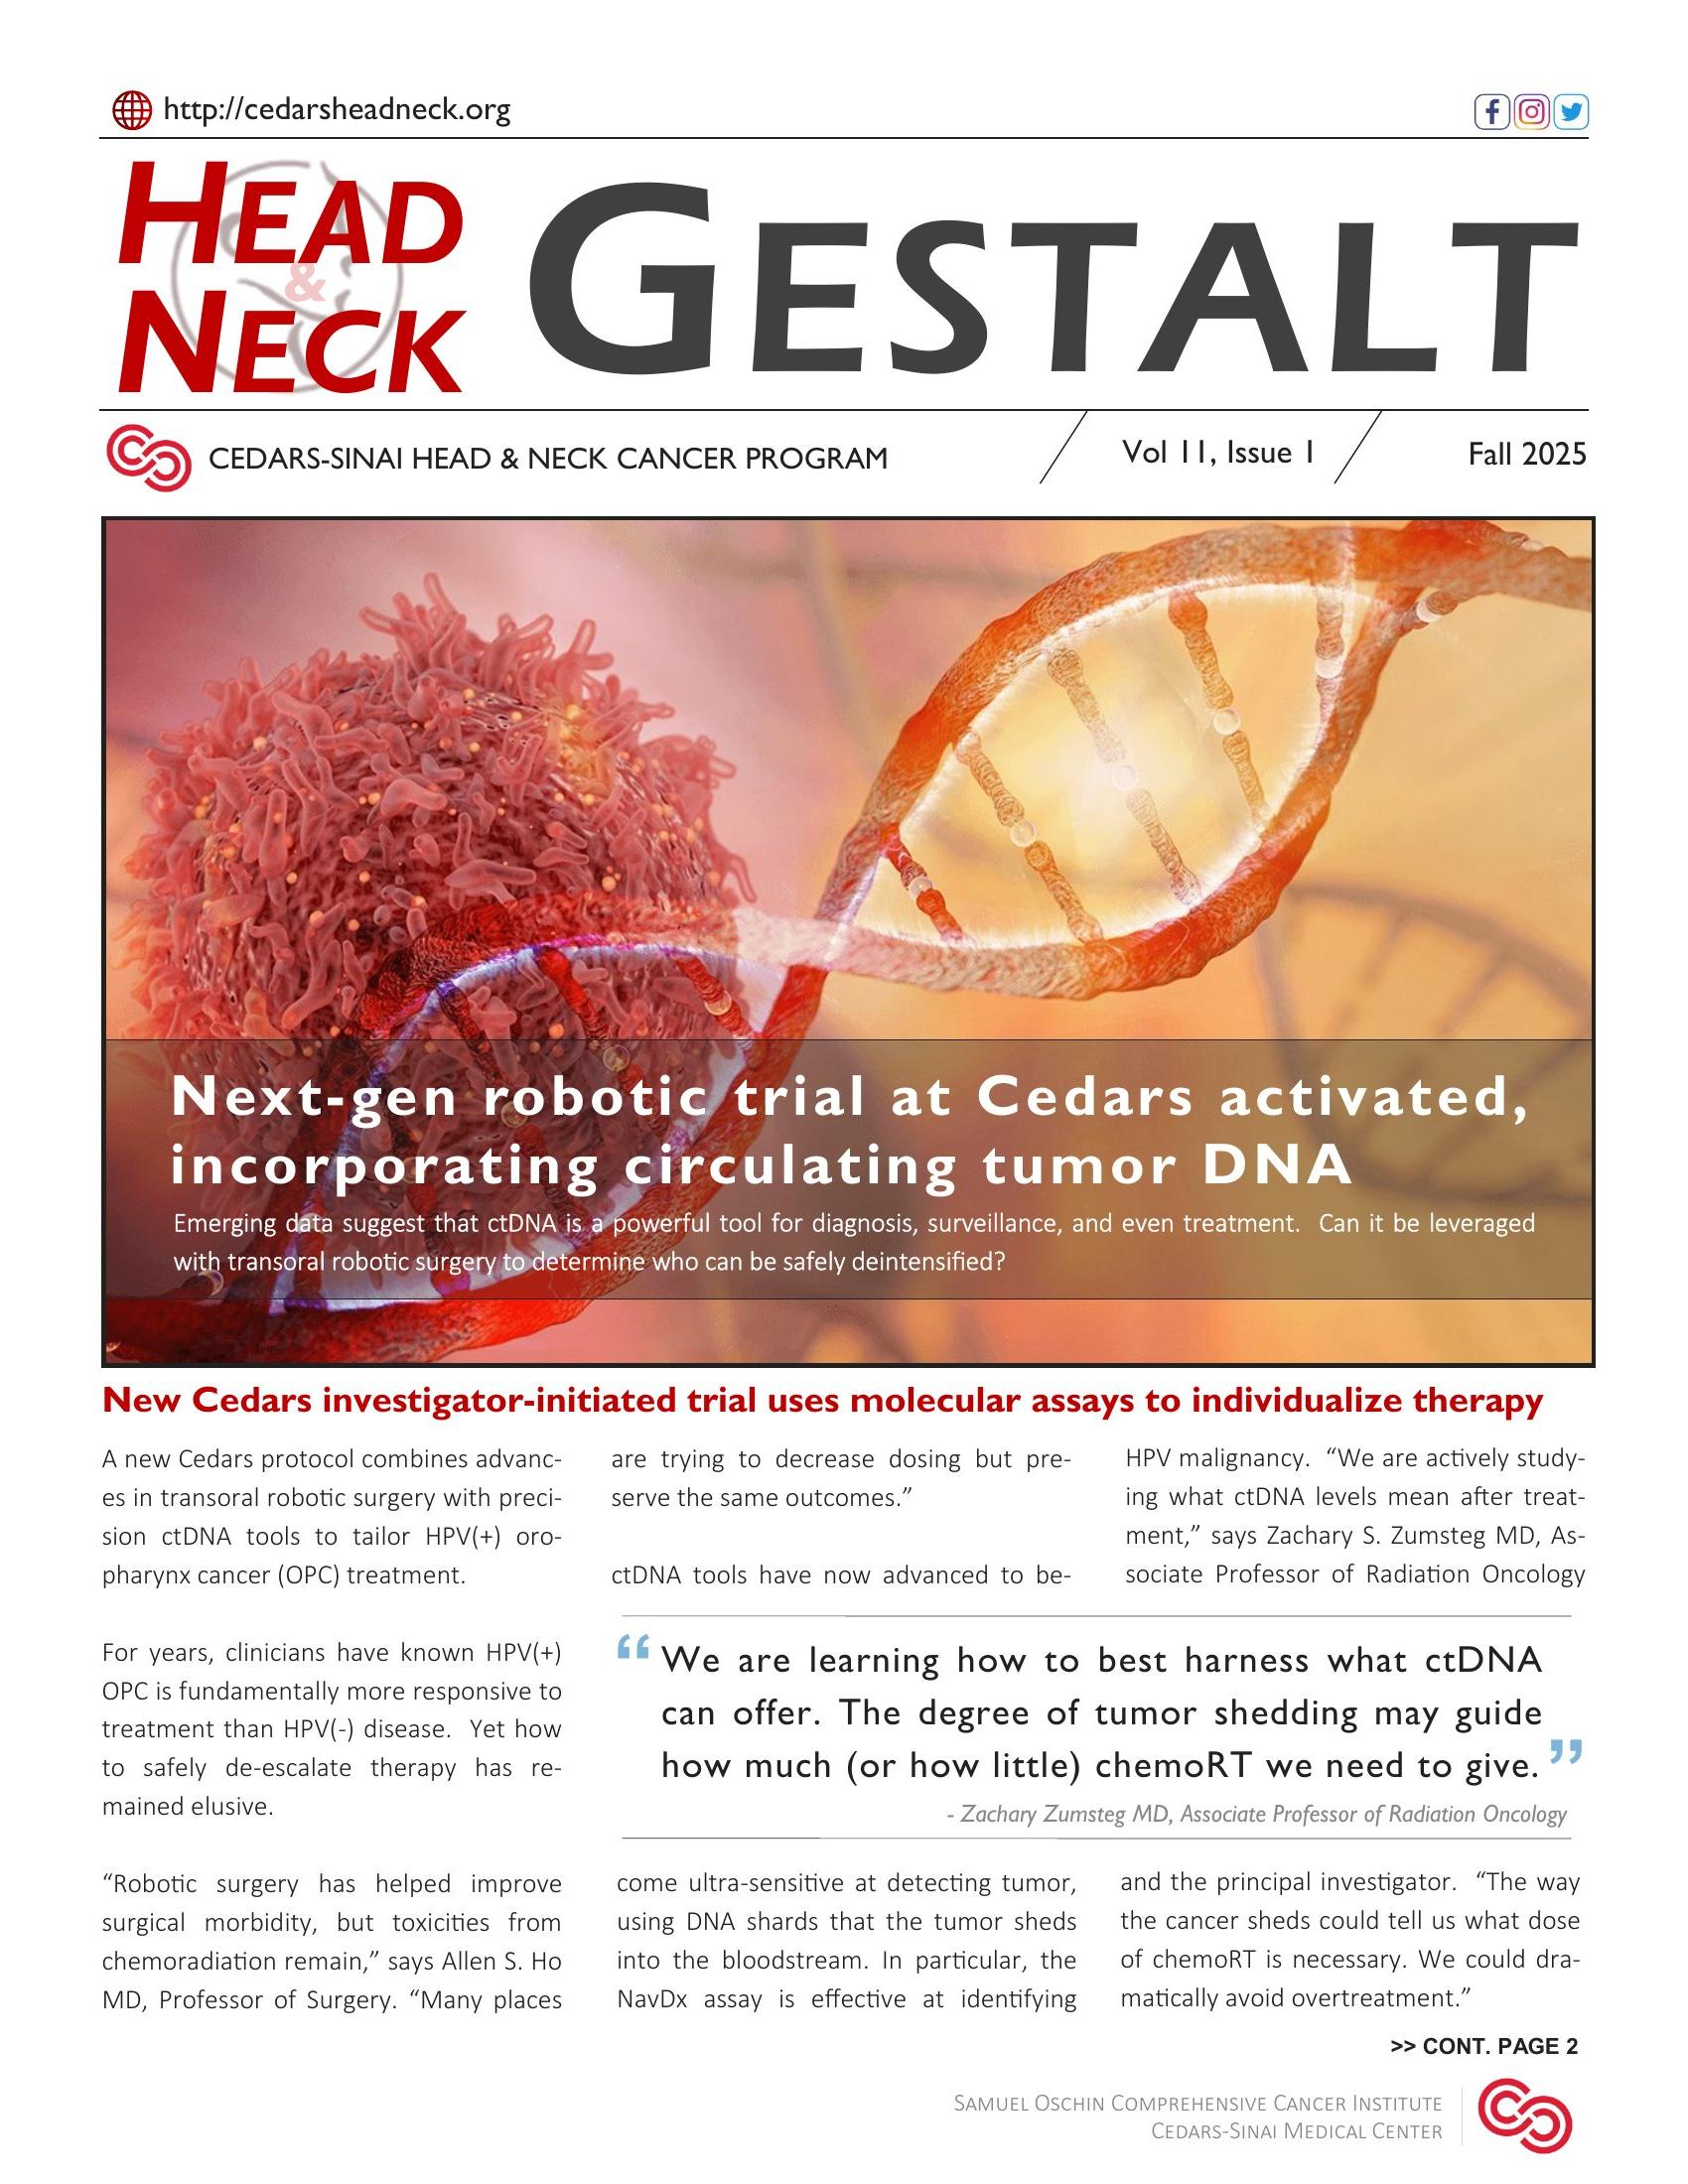 http://cedarsheadneck.org
HEAD
&
NECK
GESTALT
CEDARS-SINAI HEAD & NECK CANCER PROGRAM
Vol 11, Issue 1
Fall 2025
Next-gen robotic trial at Cedars activated,
incorporating circulating tumor DNA
Emerging data suggest that ctDNA is a powerful tool for diagnosis, surveillance, and even treatment.  Can it be leveraged
with transoral robotic surgery to determine who can be safely deintensified?
New Cedars investigator-initiated trial uses molecular assays to individualize therapy
A new Cedars protocol combines advanc-
es in transoral robotic surgery with preci-
sion ctDNA tools to tailor HPV(+) oro-
pharynx cancer (OPC) treatment.
For years, clinicians have known HPV(+)
OPC is fundamentally more responsive to
treatment than HPV(-) disease.  Yet how
to safely de-escalate therapy has re-
mained elusive.
“Robotic surgery has helped improve
surgical morbidity, but toxicities from
chemoradiation remain,” says Allen S. Ho
MD, Professor of Surgery. “Many places
are trying to decrease dosing but pre-
serve the same outcomes.”
ctDNA tools have now advanced to be-
come ultra-sensitive at detecting tumor,
using DNA shards that the tumor sheds
into the bloodstream. In particular, the
NavDx assay is effective at identifying
HPV malignancy.  “We are actively study-
ing what ctDNA levels mean after treat-
ment,” says Zachary S. Zumsteg MD, As-
sociate Professor of Radiation Oncology
and the principal investigator.  “The way
the cancer sheds could tell us what dose
of chemoRT is necessary. We could dra-
matically avoid overtreatment.”
“We are learning how to best harness what ctDNA
can offer. The degree of tumor shedding may guide
how much (or how little) chemoRT we need to give.”
- Zachary Zumsteg MD, Associate Professor of Radiation Oncology
>> CONT. PAGE 2
SAMUEL OSCHIN COMPREHENSIVE CANCER INSTITUTE
CEDARS-SINAI MEDICAL CENTER